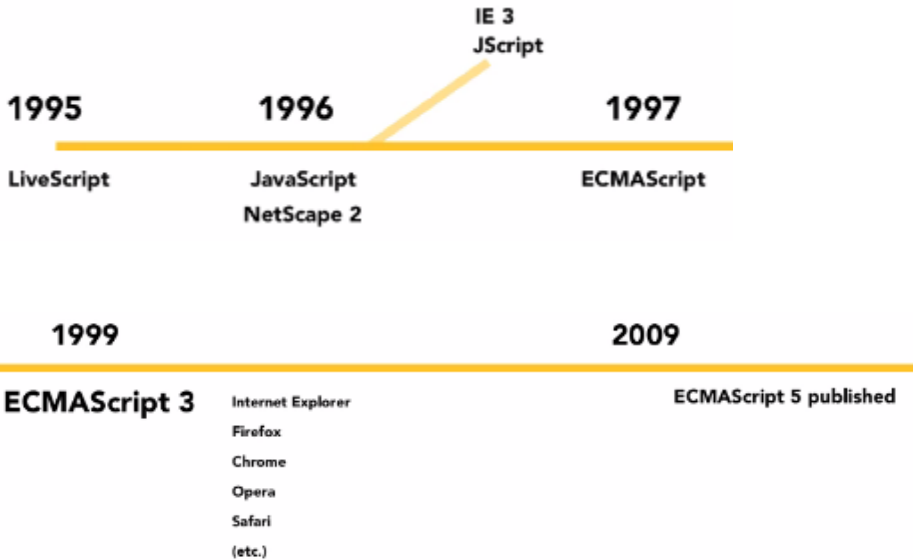 IE 3
JScript
1995
1996
1997
LiveScript
JavaScript
ECMAScript
NetScape 2
1999
2009
ECMAScript 3
Internet Explorer
ECMAScript 5 published
Firefox
Chrome
Opera
Safari
(etc.)